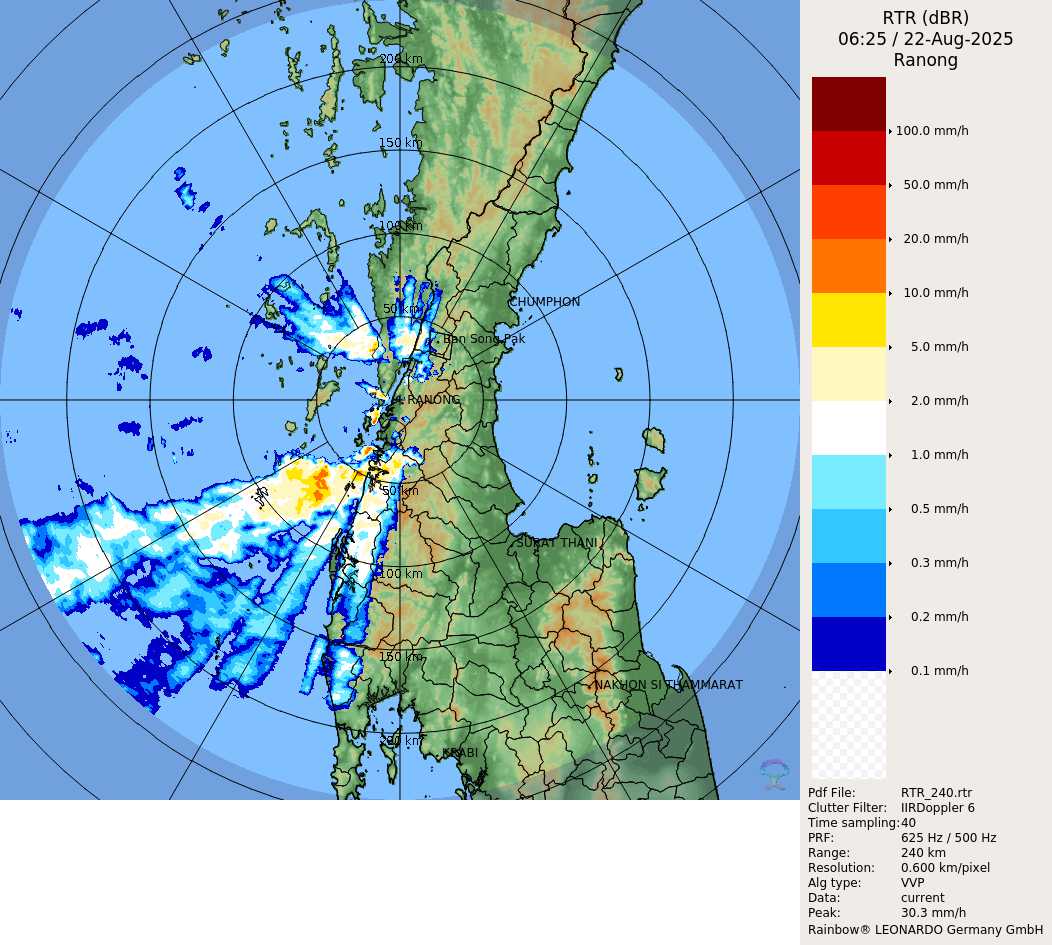 RTR (dBR)
06:25 / 22-Aug-2025
Ranong
200 km
150 km
100 km
50 km
CHUMPHON
Ban Song Pak
RANONG
50 km
SURAT THANI
100 km
150 km
NAKHON SI THAMMARAT
200 km
KRABI
100.0 mm/h
50.0 mm/h
20.0 mm/h
10.0 mm/h
5.0 mm/h
2.0 mm/h
1.0 mm/h
0.5 mm/h
0.3 mm/h
0.2 mm/h
0.1 mm/h
Pdf File: RTR_240.rtr
Clutter Filter: IIRDoppler 6
Time sampling: 40
PRF: 625 Hz / 500 Hz
Range: 240 km
Resolution: 0.600 km/pixel
Alg type: VVP
Data: current
Peak: 30.3 mm/h
Rainbow® LEONARDO Germany GmbH